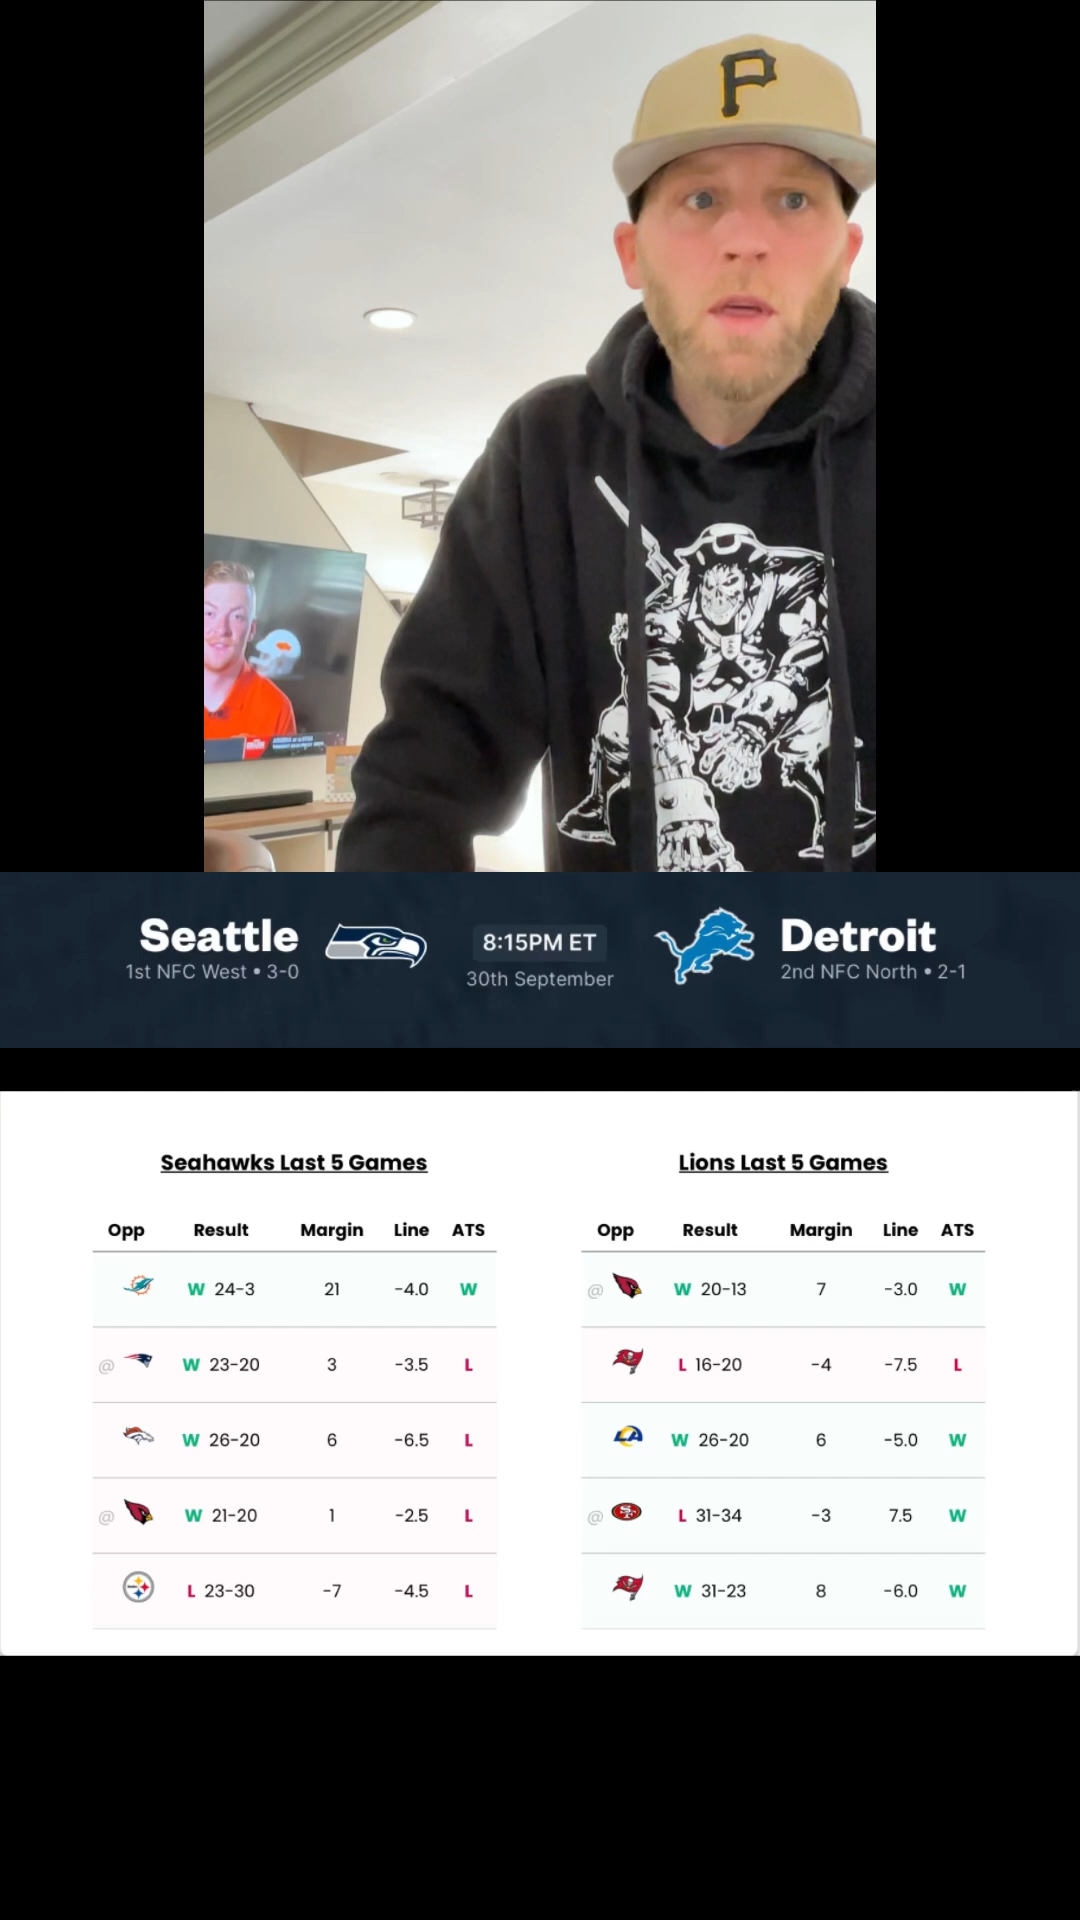 P
Seattle
1st NFC West • 3-0
8:15PM ET
30th September
Detroit
2nd NFC North • 2-1
Seahawks Last 5 Games
Opp Result Margin Line ATS
W 24-3 21 -4.0 W
@ W 23-20 3 -3.5 L
W 26-20 6 -6.5 L
@ W 21-20 1 -2.5 L
L 23-30 -7 -4.5 L
Lions Last 5 Games
Opp Result Margin Line ATS
@ W 20-13 7 -3.0 W
L 16-20 -4 -7.5 L
LA W 26-20 6 -5.0 W
@ SF L 31-34 -3 7.5 W
W 31-23 8 -6.0 W